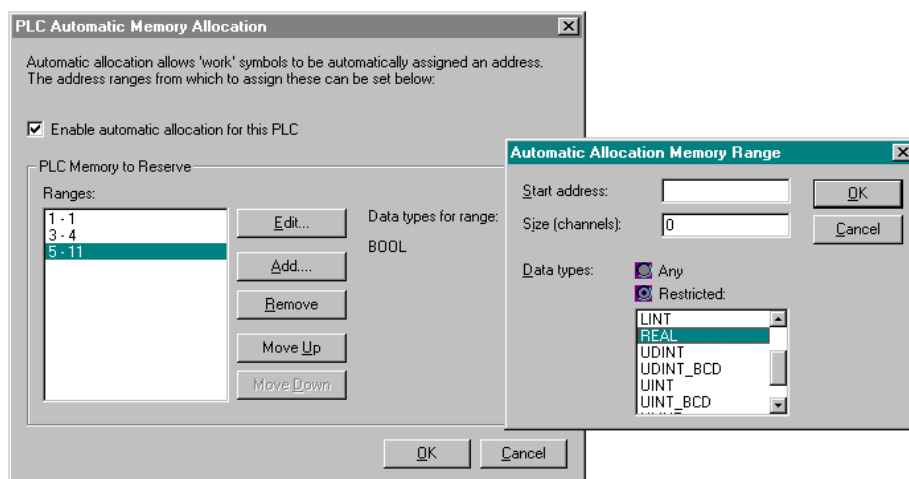 PLC Automatic Memory Allocation
Automatic allocation allows 'work' symbols to be automatically assigned an address.
The address ranges from which to assign these can be set below:
Enable automatic allocation for this PLC
PLC Memory to Reserve
Ranges:
1 - 1
3 - 4
5 - 11
Edit...
Add....
Remove
Move Up
Move Down
Data types for range:
BOOL
OK
Cancel
Automatic Allocation Memory Range
Start address:
Size (channels):
0
OK
Cancel
Data types:
Any
Restricted:
LINT
REAL
UDINT
UDINT_BCD
UINT
UINT_BCD